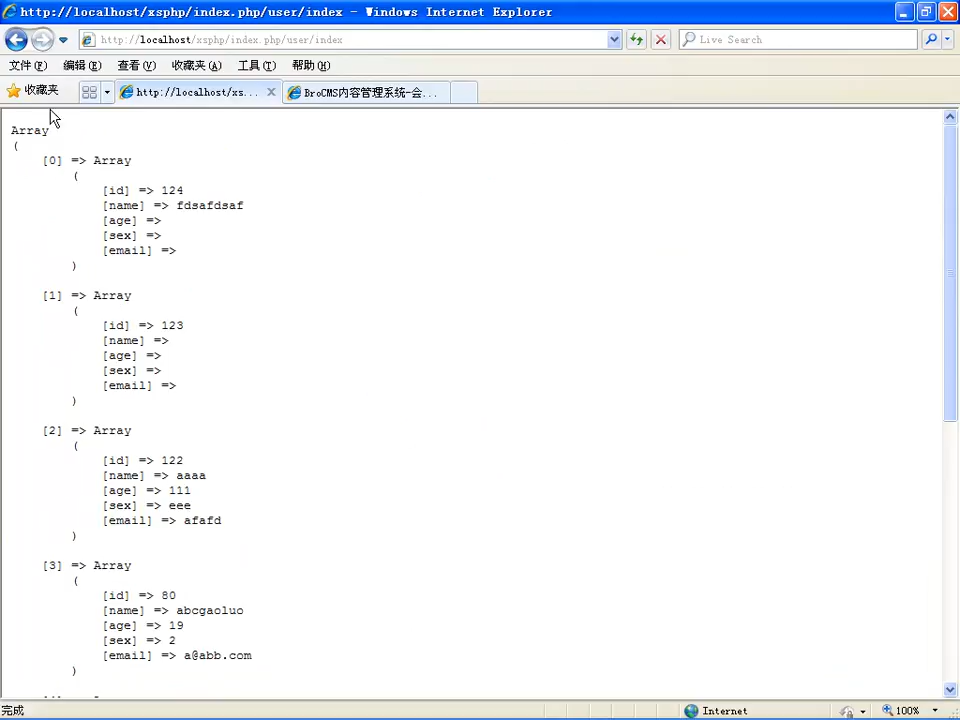 http://localhost/xsphp/index.php/user/index - Windows Internet Explorer
http://localhost/xsphp/index.php/user/index
Live Search
文件(F) 编辑(E) 查看(V) 收藏夹(A) 工具(T) 帮助(H)
收藏夹 http://localhost/xs... BroCMS内容管理系统-会...
Array
(
[0] => Array
(
[id] => 124
[name] => fdsafdsaf
[age] =>
[sex] =>
[email] =>
)
[1] => Array
(
[id] => 123
[name] =>
[age] =>
[sex] =>
[email] =>
)
[2] => Array
(
[id] => 122
[name] => aaaa
[age] => 111
[sex] => eee
[email] => afafd
)
[3] => Array
(
[id] => 80
[name] => abcgaoluo
[age] => 19
[sex] => 2
[email] => a@abb.com
)
完成 Internet 100%